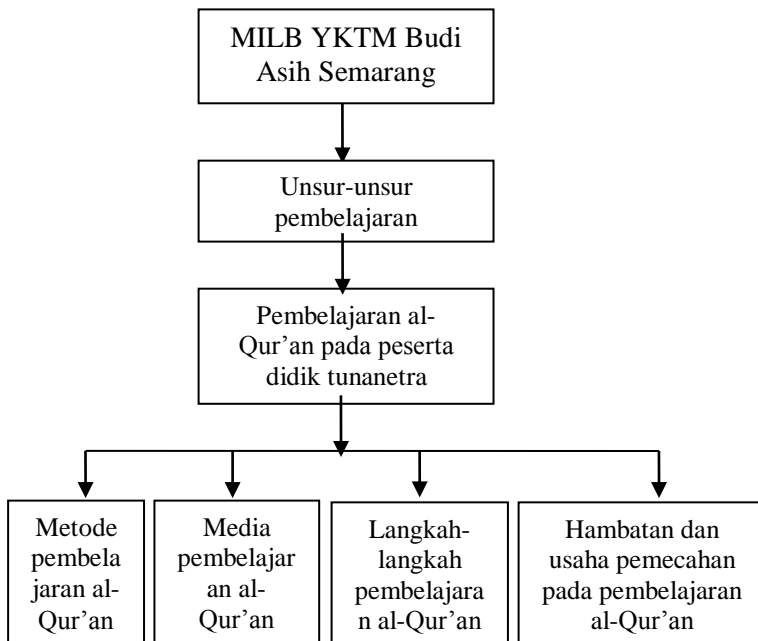 MILB YKTM Budi
Asih Semarang
Unsur-unsur
pembelajaran
Pembelajaran al-
Qur’an pada peserta
didik tunanetra
Metode
pembela
jaran al-
Qur’an
Media
pembelajar
an al-
Qur’an
Langkah-
langkah
pembelajara
n al-Qur’an
Hambatan dan
usaha pemecahan
pada pembelajaran
al-Qur’an